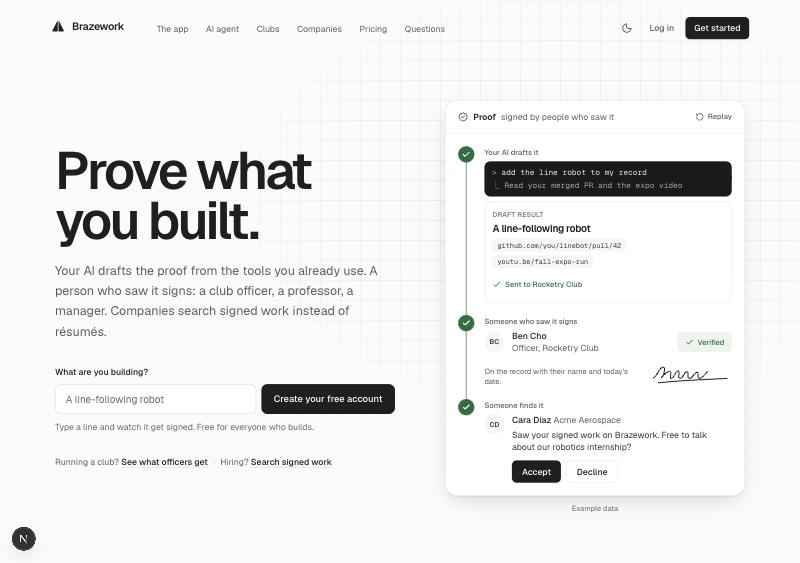 Brazework
The app
AI agent
Clubs
Companies
Pricing
Questions
Log in
Get started
Prove what
you built.
Your AI drafts the proof from the tools you already use. A
person who saw it signs: a club officer, a professor, a
manager. Companies search signed work instead of
résumés.
What are you building?
A line-following robot
Create your free account
Type a line and watch it get signed. Free for everyone who builds.
Running a club? See what officers get | Hiring? Search signed work
Proof signed by people who saw it
Replay
Your AI drafts it
> add the line robot to my record
Read your merged PR and the expo video
DRAFT RESULT
A line-following robot
github.com/you/linebot/pull/42
youtu.be/fall-expo-run
Sent to Rocketry Club
Someone who saw it signs
BC
Ben Cho
Officer, Rocketry Club
Verified
On the record with their name and today's
date.
Someone finds it
CD
Cara Diaz Acme Aerospace
Saw your signed work on Brazework. Free to talk
about our robotics internship?
Accept
Decline
Example data
N